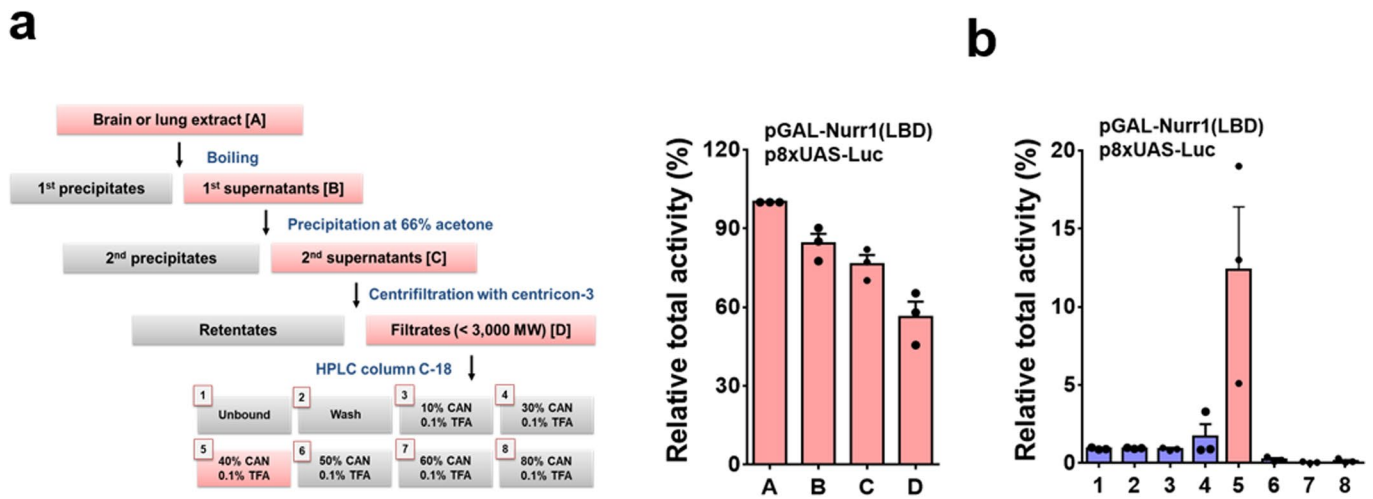 a
Brain or lung extract [A]
Boiling
1st precipitates
1st supernatants [B]
Precipitation at 66% acetone
2nd precipitates
2nd supernatants [C]
Centrifiltration with centricon-3
Retentates
Filtrates (< 3,000 MW) [D]
HPLC column C-18
1
Unbound
2
Wash
3
10% CAN
0.1% TFA
4
30% CAN
0.1% TFA
5
40% CAN
0.1% TFA
6
50% CAN
0.1% TFA
7
60% CAN
0.1% TFA
8
80% CAN
0.1% TFA
pGAL-Nurr1(LBD)
p8xUAS-Luc
Relative total activity (%)
120
90
60
30
0
A B C D
b
pGAL-Nurr1(LBD)
p8xUAS-Luc
Relative total activity (%)
20
15
10
5
0
1 2 3 4 5 6 7 8